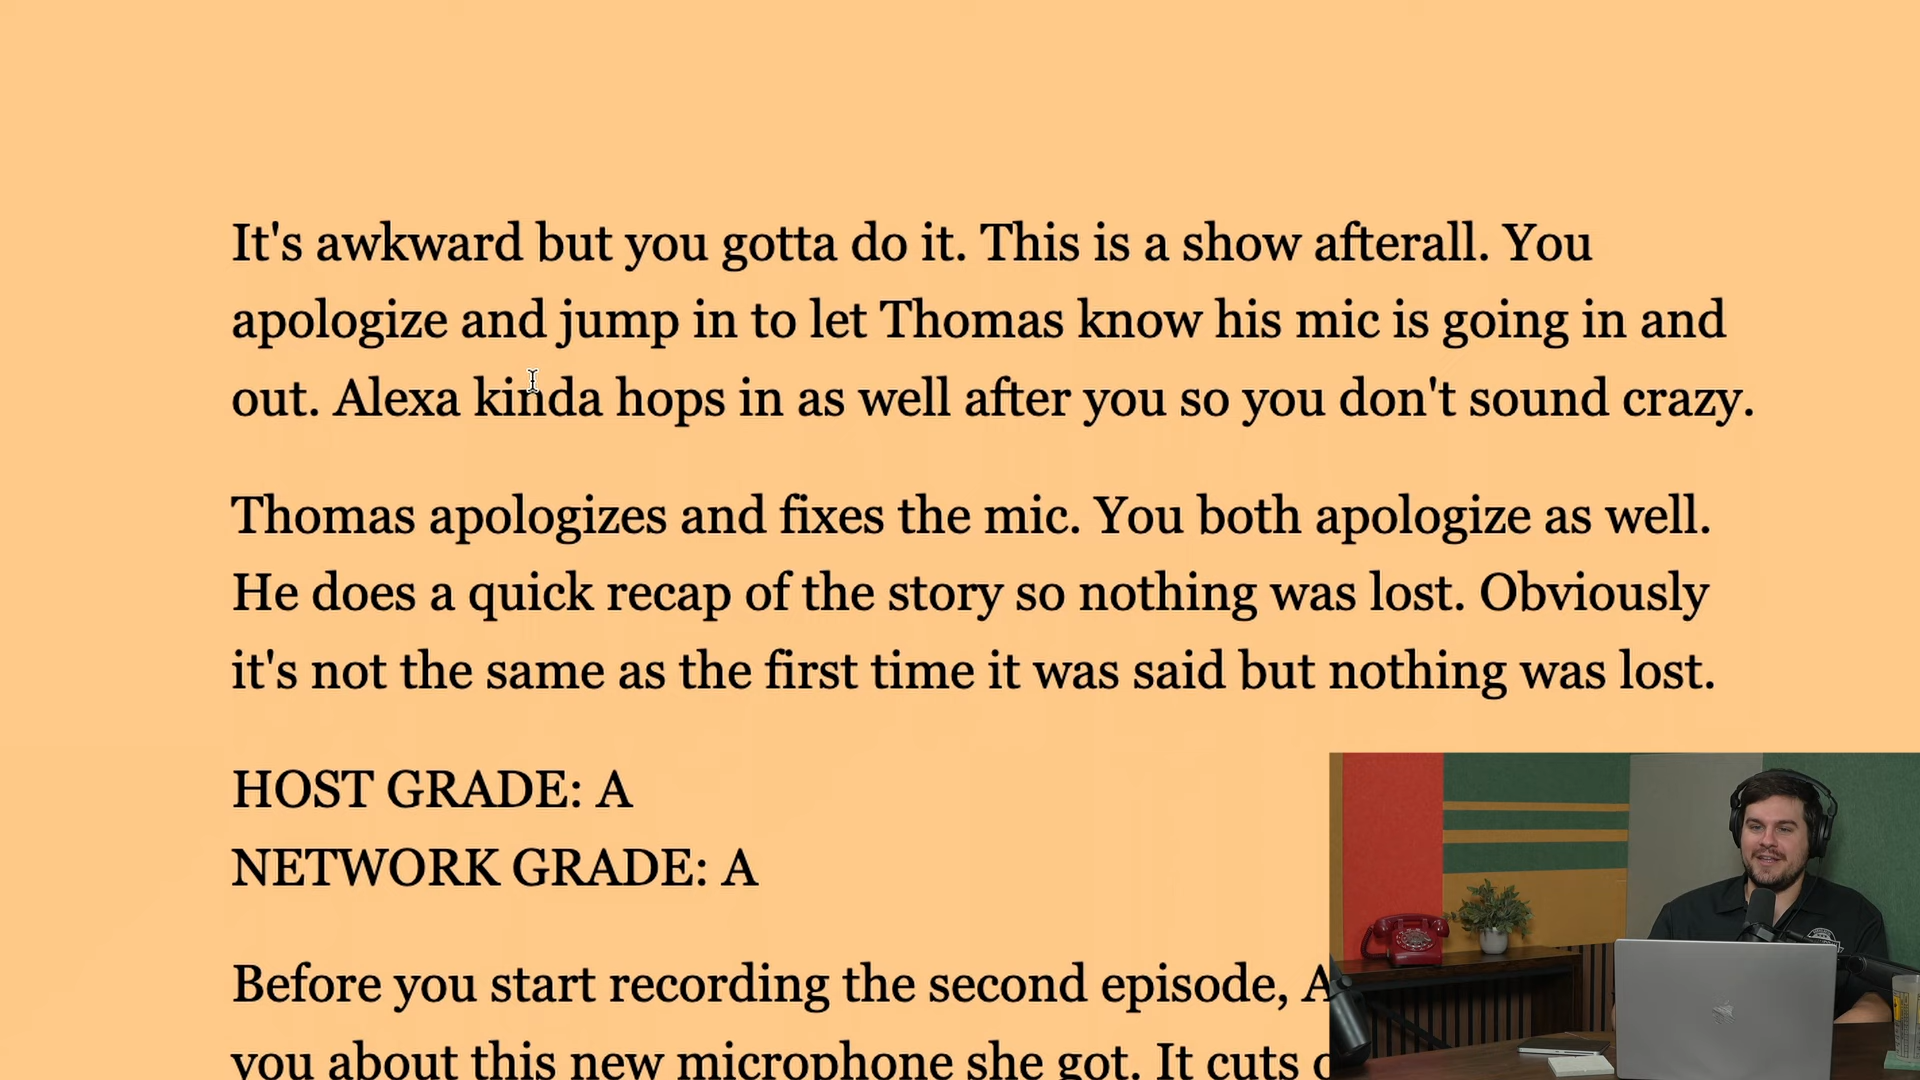 It's awkward but you gotta do it. This is a show afterall. You
apologize and jump in to let Thomas know his mic is going in and
out. Alexa kinda hops in as well after you so you don't sound crazy.
Thomas apologizes and fixes the mic. You both apologize as well.
He does a quick recap of the story so nothing was lost. Obviously
it's not the same as the first time it was said but nothing was lost.
HOST GRADE: A
NETWORK GRADE: A
Before you start recording the second episode,
you about this new microphone she got. It cuts